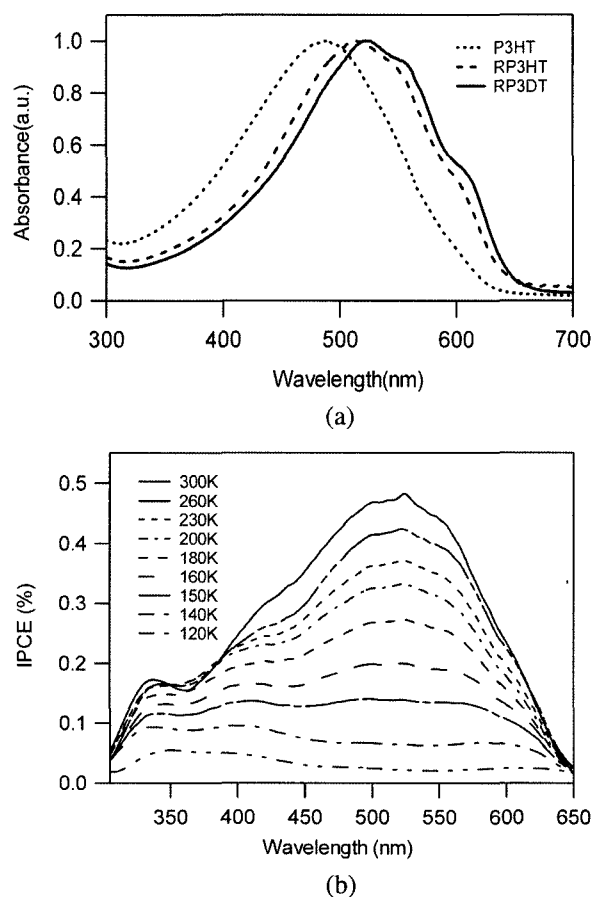 Absorbance(a.u.)
1.0
0.8
0.6
0.4
0.2
0.0
P3HT
RP3HT
RP3DT
300 400 500 600 700
Wavelength(nm)
(a)
IPCE (%)
0.5
0.4
0.3
0.2
0.1
0.0
300K
260K
230K
200K
180K
160K
150K
140K
120K
350 400 450 500 550 600 650
Wavelength (nm)
(b)